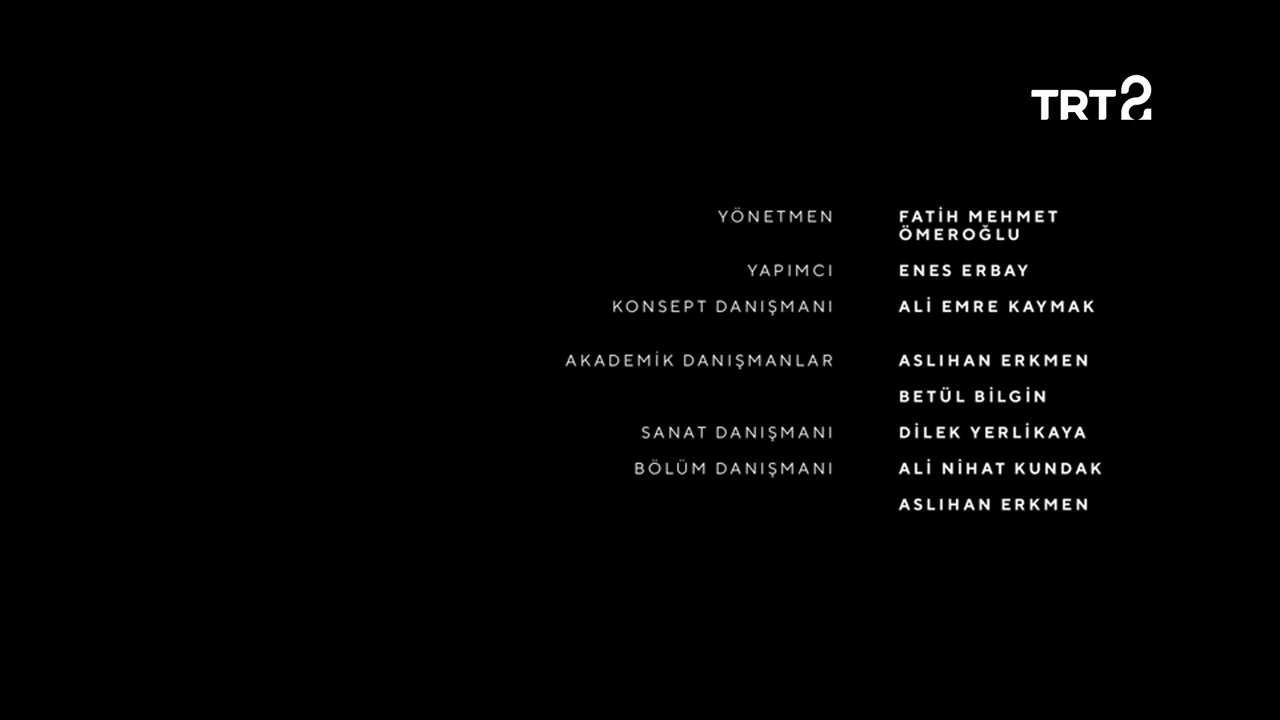 TRT2
YÖNETMEN FATİH MEHMET
ÖMEROĞLU
YAPIMCI ENES ERBAY
KONSEPT DANIŞMANI ALİ EMRE KAYMAK
AKADEMİK DANIŞMANLAR ASLIHAN ERKMEN
BETÜL BİLGİN
SANAT DANIŞMANI DİLEK YERLİKAYA
BÖLÜM DANIŞMANI ALİ NİHAT KUNDAK
ASLIHAN ERKMEN